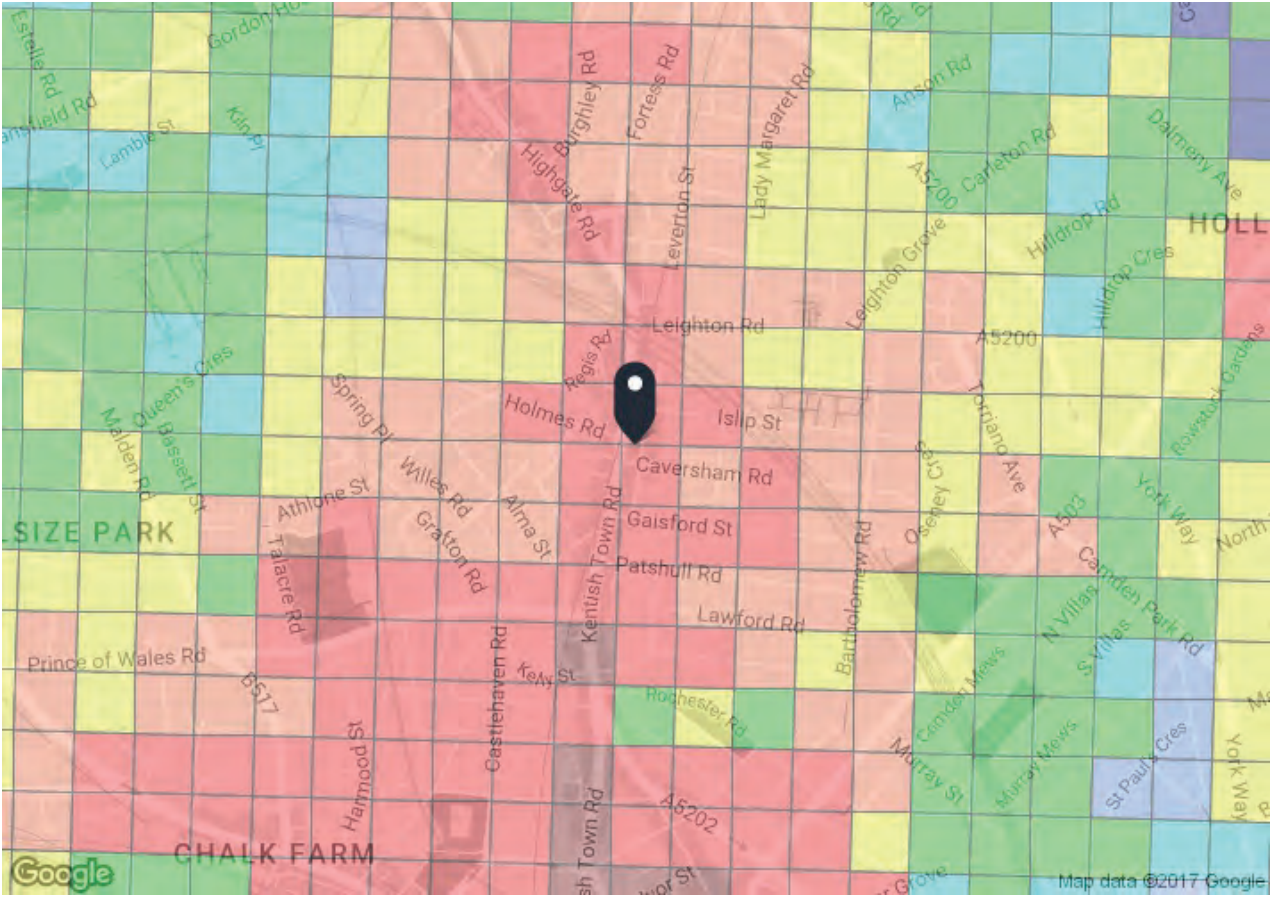 Estelle Rd
Gordon Ho
Burghley Rd
Fortess Rd
Lady Margaret Rd
Rd
Anson Rd
ansfield Rd
Lamble St
Kiln Pl
Highgate Rd
Leverton St
A5200
Carleton Rd
Dalmeny Ave
Hilldrop Rd
HOLL
Leighton Grove
Hilldrop Cres
Leighton Rd
A5200
Regis Rd
Queen's Cres
Rowstock Gardens
Spring Pl
Holmes Rd
Islip St
Torriano Ave
Malden Rd
Bassett St
Athlone St
Willes Rd
Alma St
Caversham Rd
Oseney Cres
York Way
LSIZE PARK
Grafton Rd
Kentish Town Rd
Gaisford St
A503
North
Talacre Rd
Patshull Rd
Bartholomew Rd
Camden Park Rd
Lawford Rd
N Villas
S Villas
Prince of Wales Rd
B517
Castlehaven Rd
Kelly St
Rochester Rd
Camden Mews
Harmood St
Murray St
Murray Mews
St Paul's Cres
York Way
A5202
CHALK FARM
sh Town Rd
Grove
Google
Map data ©2017 Google